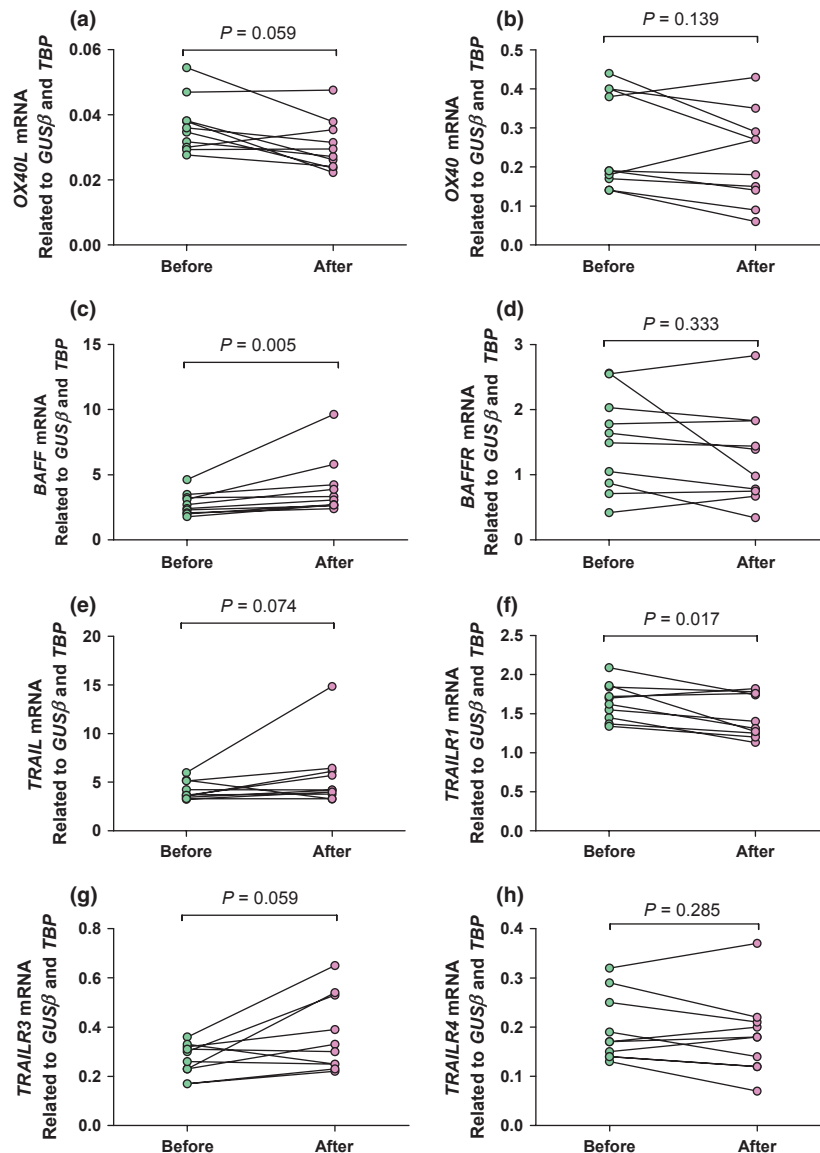 (a)
P = 0.059
OX40L mRNA
Related to GUSβ and TBP
0.06
0.04
0.02
0.00
Before
After
(b)
P = 0.139
OX40 mRNA
Related to GUSβ and TBP
0.5
0.4
0.3
0.2
0.1
0.0
Before
After
(c)
P = 0.005
BAFF mRNA
Related to GUSβ and TBP
15
10
5
0
Before
After
(d)
P = 0.333
BAFFR mRNA
Related to GUSβ and TBP
3
2
1
0
Before
After
(e)
P = 0.074
TRAIL mRNA
Related to GUSβ and TBP
20
15
10
5
0
Before
After
(f)
P = 0.017
TRAILR1 mRNA
Related to GUSβ and TBP
2.5
2.0
1.5
1.0
0.5
0.0
Before
After
(g)
P = 0.059
TRAILR3 mRNA
Related to GUSβ and TBP
0.8
0.6
0.4
0.2
0.0
Before
After
(h)
P = 0.285
TRAILR4 mRNA
Related to GUSβ and TBP
0.4
0.3
0.2
0.1
0.0
Before
After